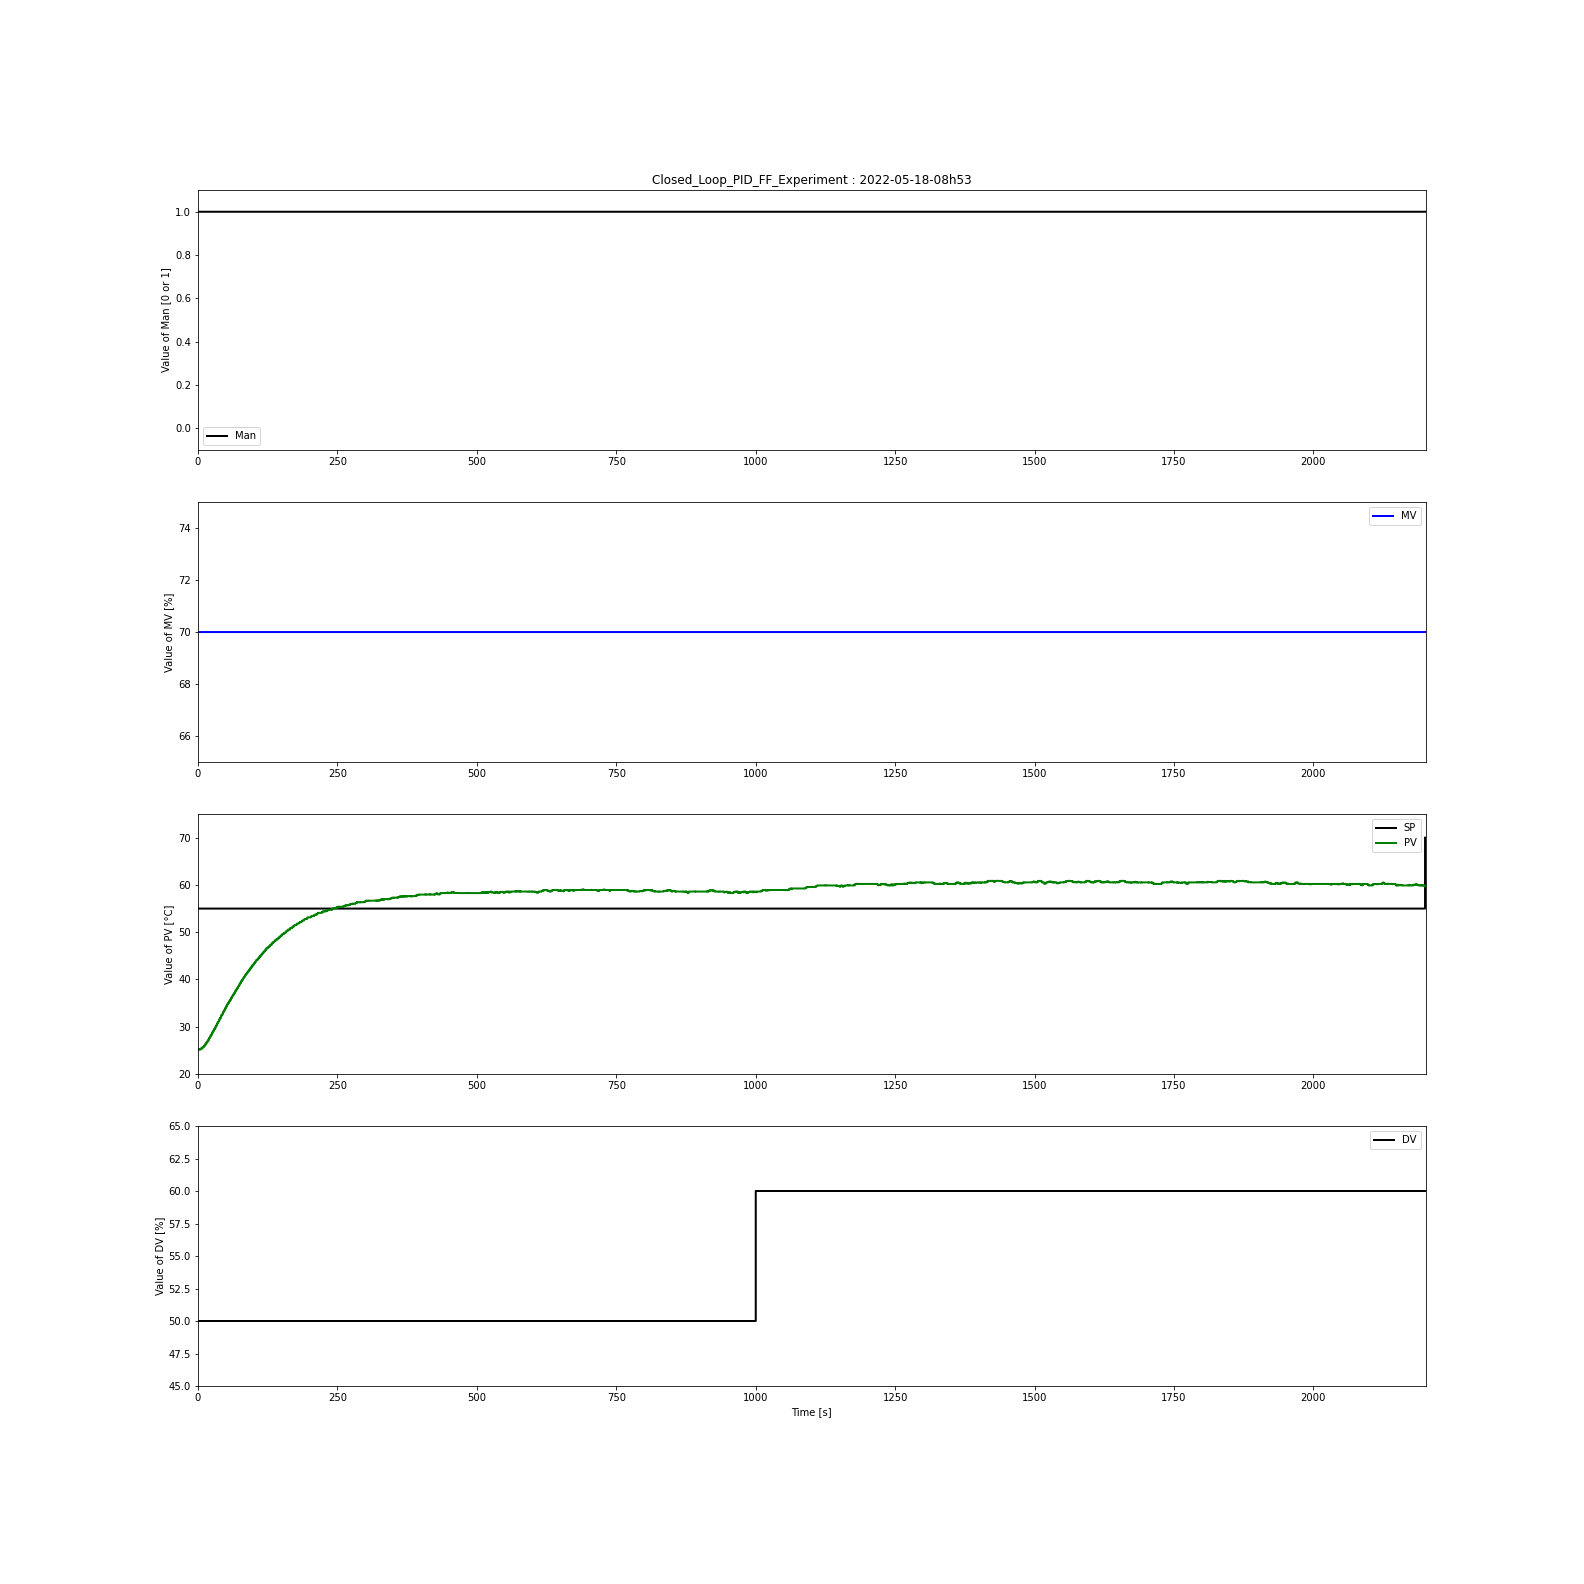 Closed_Loop_PID_FF_Experiment : 2022-05-18-08h53
Value of Man [0 or 1]
1.0
0.8
0.6
0.4
0.2
0.0
Man
0 250 500 750 1000 1250 1500 1750 2000
Value of MV [%]
74
72
70
68
66
MV
0 250 500 750 1000 1250 1500 1750 2000
Value of PV [°C]
70
60
50
40
30
20
SP
PV
0 250 500 750 1000 1250 1500 1750 2000
Value of DV [%]
65.0
62.5
60.0
57.5
55.0
52.5
50.0
47.5
45.0
DV
0 250 500 750 1000 1250 1500 1750 2000
Time [s]